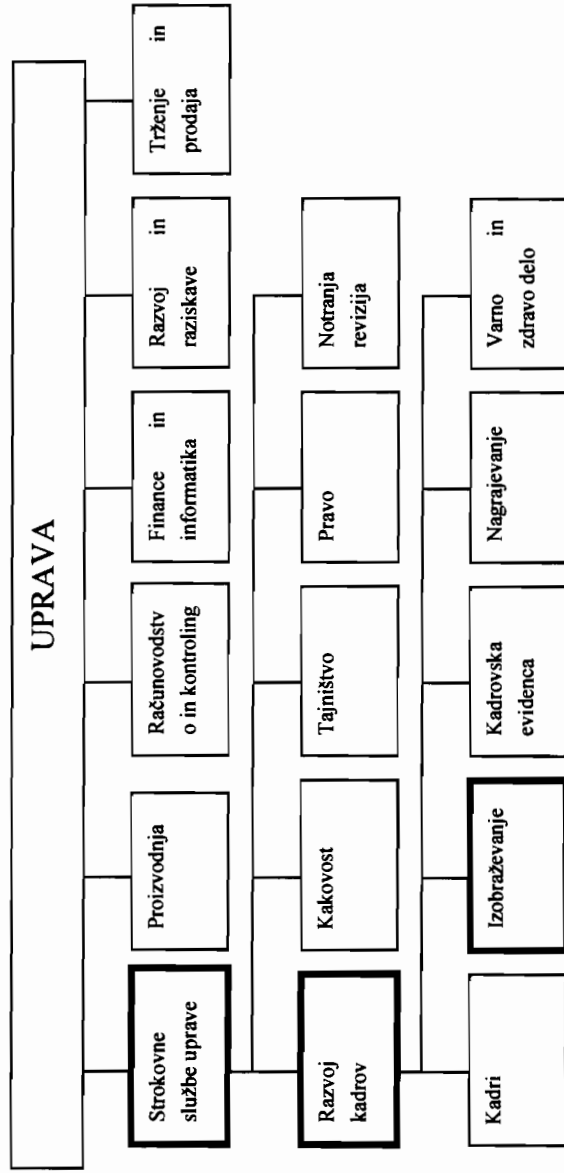 UPRAVA
Strokovne
službe uprave
Proizvodnja
Računovodstv
o in kontroling
Finance in
informatika
Razvoj in
raziskave
Trženje in
prodaja
Razvoj
kadrov
Kakovost
Tajništvo
Pravo
Notranja
revizija
Kadri
Izobraževanje
Kadrovska
evidenca
Nagrajevanje
Varno in
zdravo delo